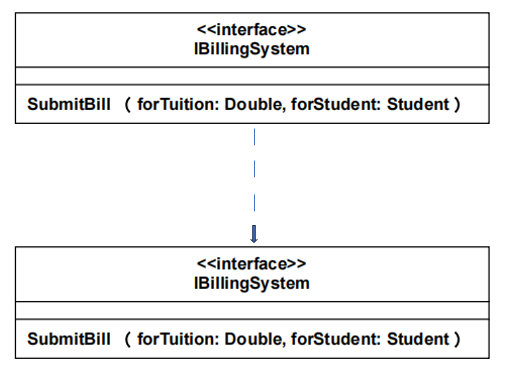 <<interface>>
IBillingSystem
SubmitBill ( forTuition: Double, forStudent: Student )
<<interface>>
IBillingSystem
SubmitBill ( forTuition: Double, forStudent: Student )